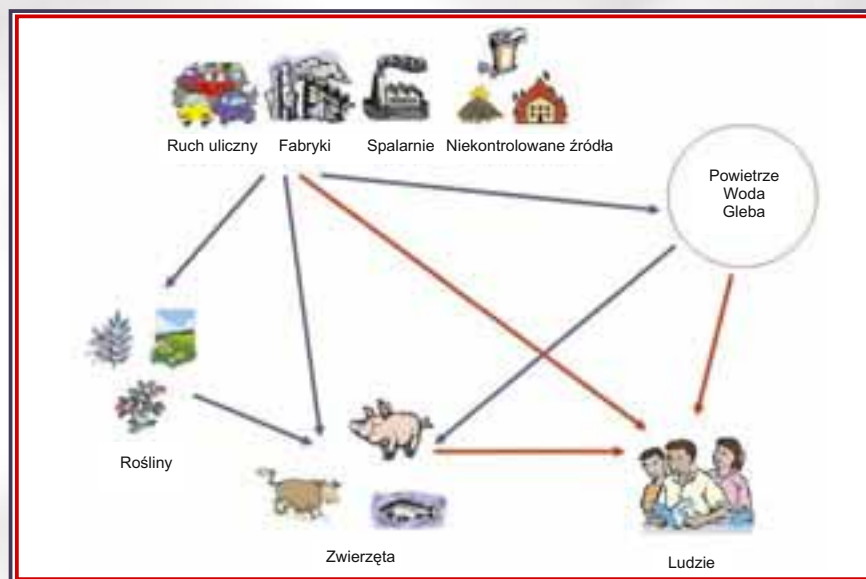 Ruch uliczny Fabryki Spalarnie Niekontrolowane źródła
Powietrze
Woda
Gleba
Rośliny
Zwierzęta
Ludzie